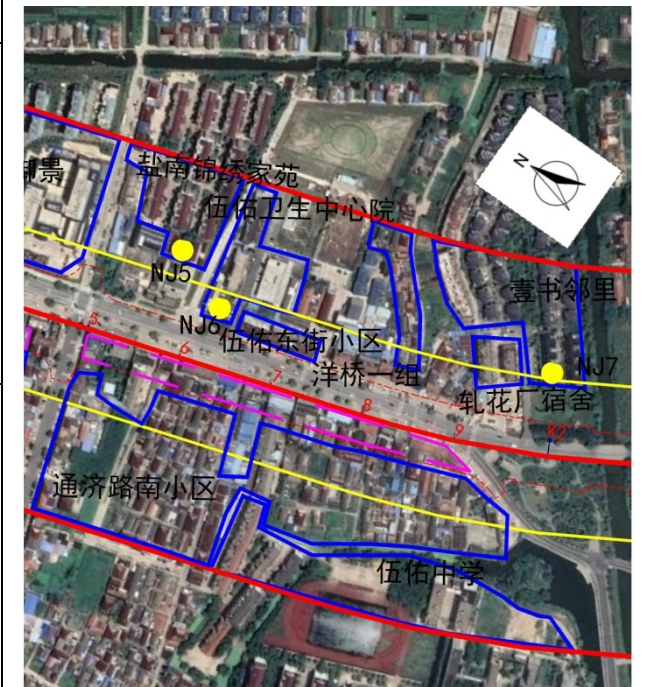 N
盐南锦绣家苑
御景
伍佑卫生中心院
NJ5
壹书邻里
NJ6
伍佑东街小区
洋桥一组
NJ7
轧花厂宿舍
5
6
7
8
9
K2
通济路南小区
伍佑中学